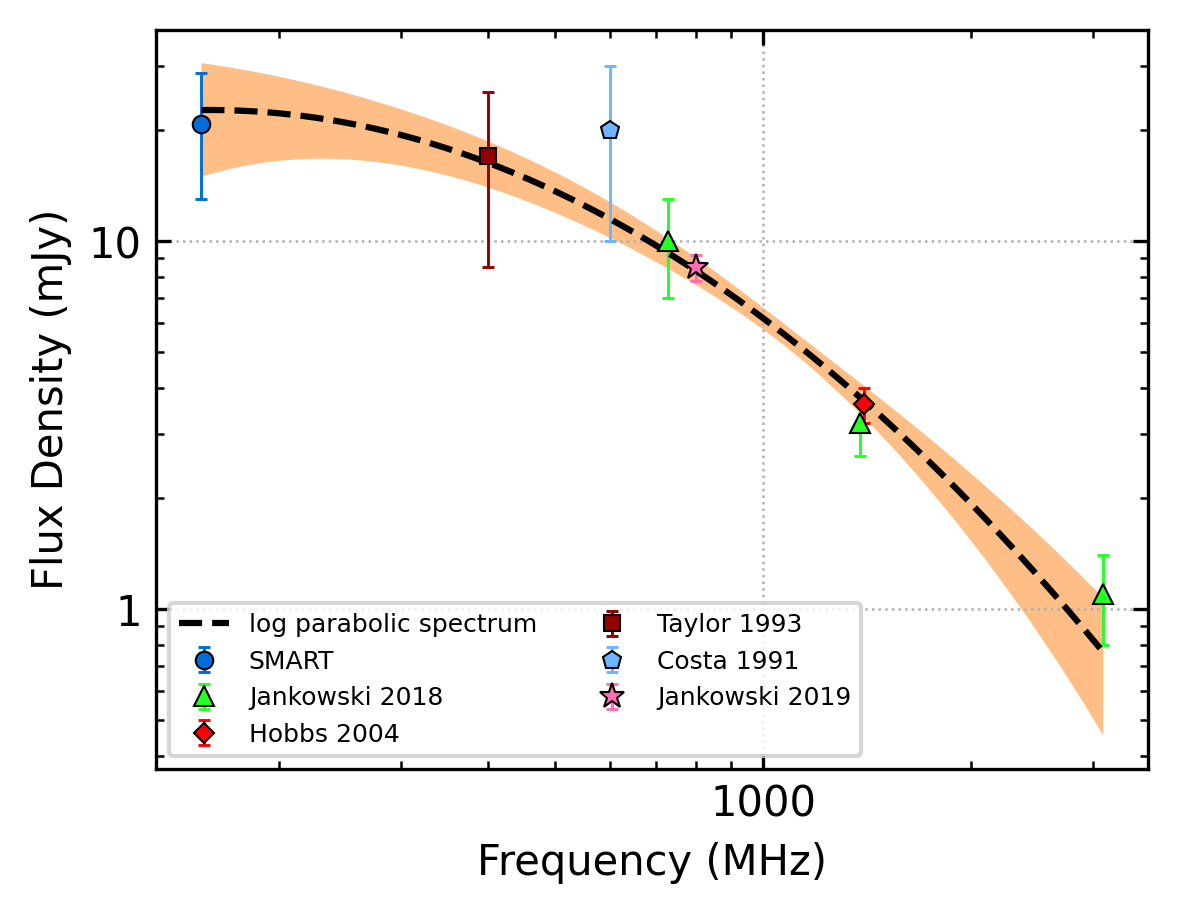 Flux Density (mJy)
10
1
log parabolic spectrum
SMART
Jankowski 2018
Hobbs 2004
Taylor 1993
Costa 1991
Jankowski 2019
1000
Frequency (MHz)